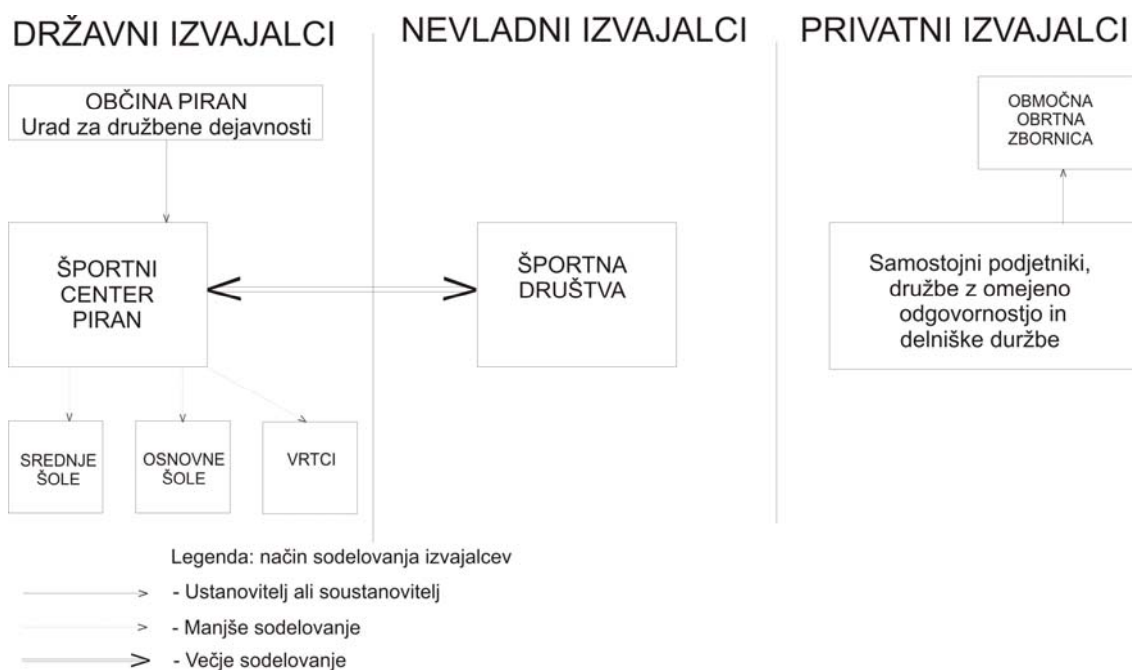 DRŽAVNI IZVAJALCI
NEVLADNI IZVAJALCI
PRIVATNI IZVAJALCI
OBČINA PIRAN
Urad za družbene dejavnosti
OBMOČNA
OBRTNA
ZBORNICA
ŠPORTNI
CENTER
PIRAN
ŠPORTNA
DRUŠTVA
Samostojni podjetniki,
družbe z omejeno
odgovornostjo in
delniške duržbe
SREDNJE
ŠOLE
OSNOVNE
ŠOLE
VRTCI
Legenda: način sodelovanja izvajalcev
- Ustanovitelj ali soustanovitelj
- Manjše sodelovanje
- Večje sodelovanje